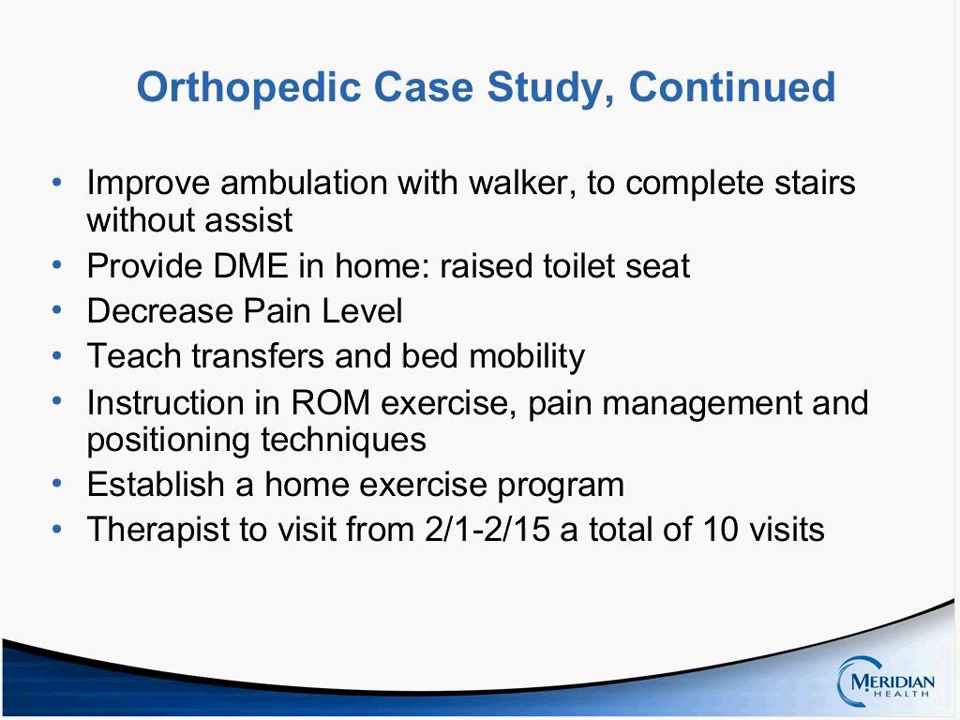 Orthopedic Case Study, Continued
• Improve ambulation with walker, to complete stairs
without assist
• Provide DME in home: raised toilet seat
• Decrease Pain Level
• Teach transfers and bed mobility
• Instruction in ROM exercise, pain management and
positioning techniques
• Establish a home exercise program
• Therapist to visit from 2/1-2/15 a total of 10 visits
MERIDIAN
HEALTH